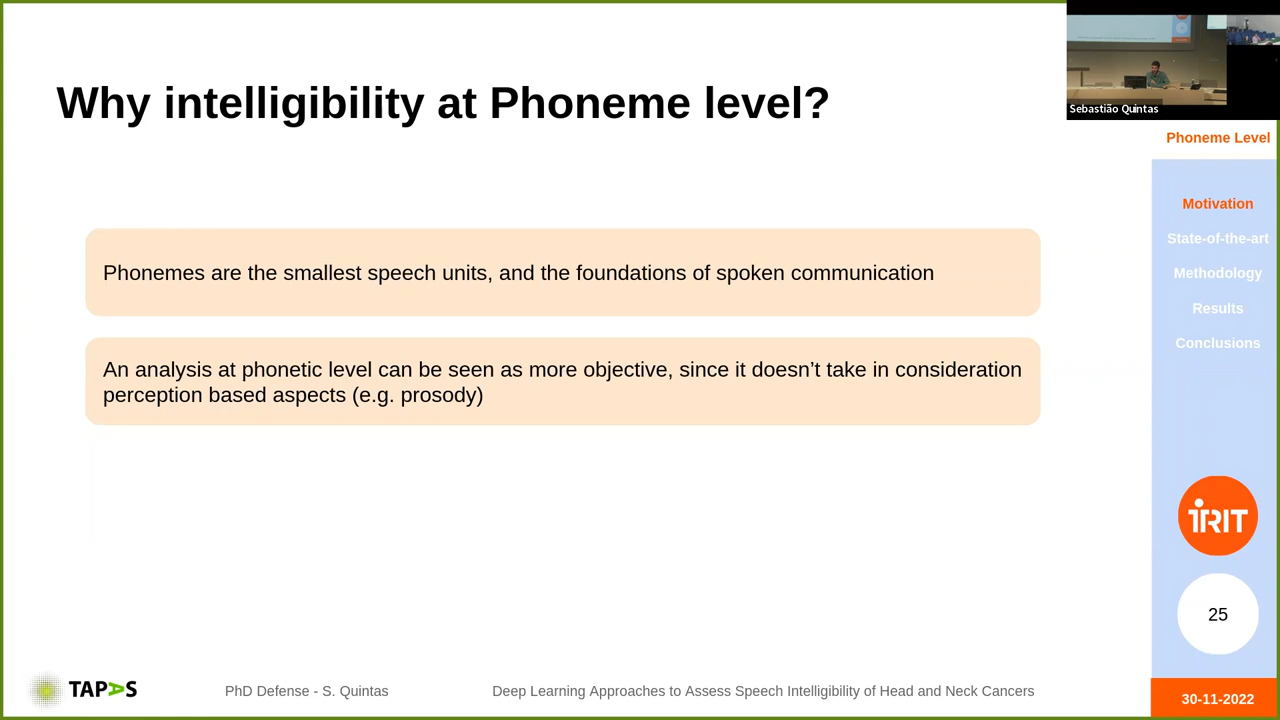 Why intelligibility at Phoneme level?
Phonemes are the smallest speech units, and the foundations of spoken communication
An analysis at phonetic level can be seen as more objective, since it doesn’t take in consideration
perception based aspects (e.g. prosody)
Sebastião Quintas
Phoneme Level
Motivation
State-of-the-art
Methodology
Results
Conclusions
iRIT
25
TAPAS
PhD Defense - S. Quintas
Deep Learning Approaches to Assess Speech Intelligibility of Head and Neck Cancers
30-11-2022